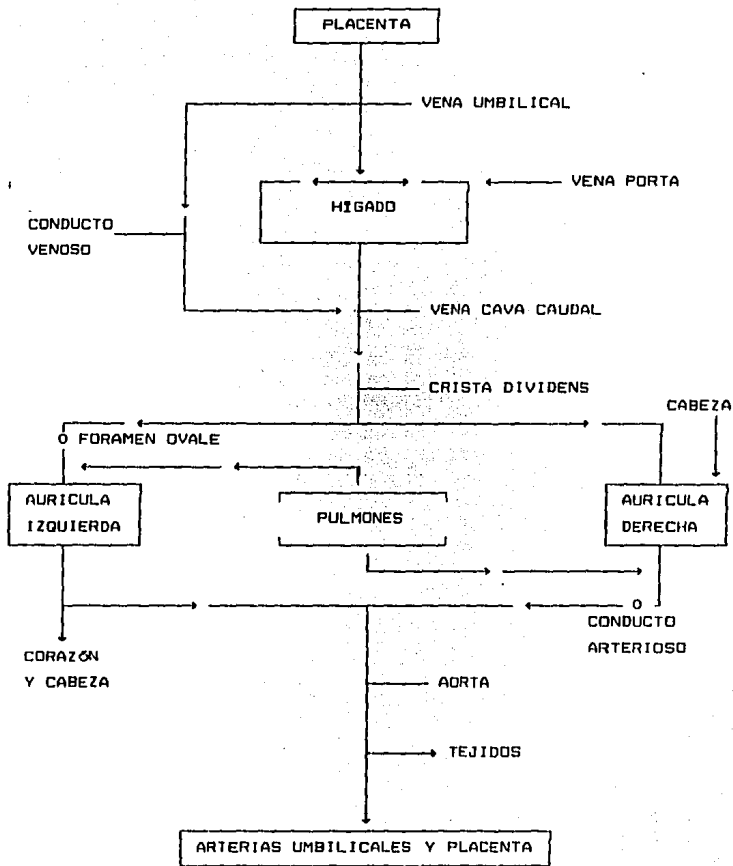 PLACENTA
VENA UMBILICAL
VENA PORTA
HIGADO
CONDUCTO
VENOSO
VENA CAVA CAUDAL
CRISTA DIVIDENS
CABEZA
O FORAMEN OVALE
AURICULA
IZQUIERDA
PULMONES
AURICULA
DERECHA
O
CONDUCTO
ARTERIOSO
CORAZÓN
Y CABEZA
AORTA
TEJIDOS
ARTERIAS UMBILICALES Y PLACENTA